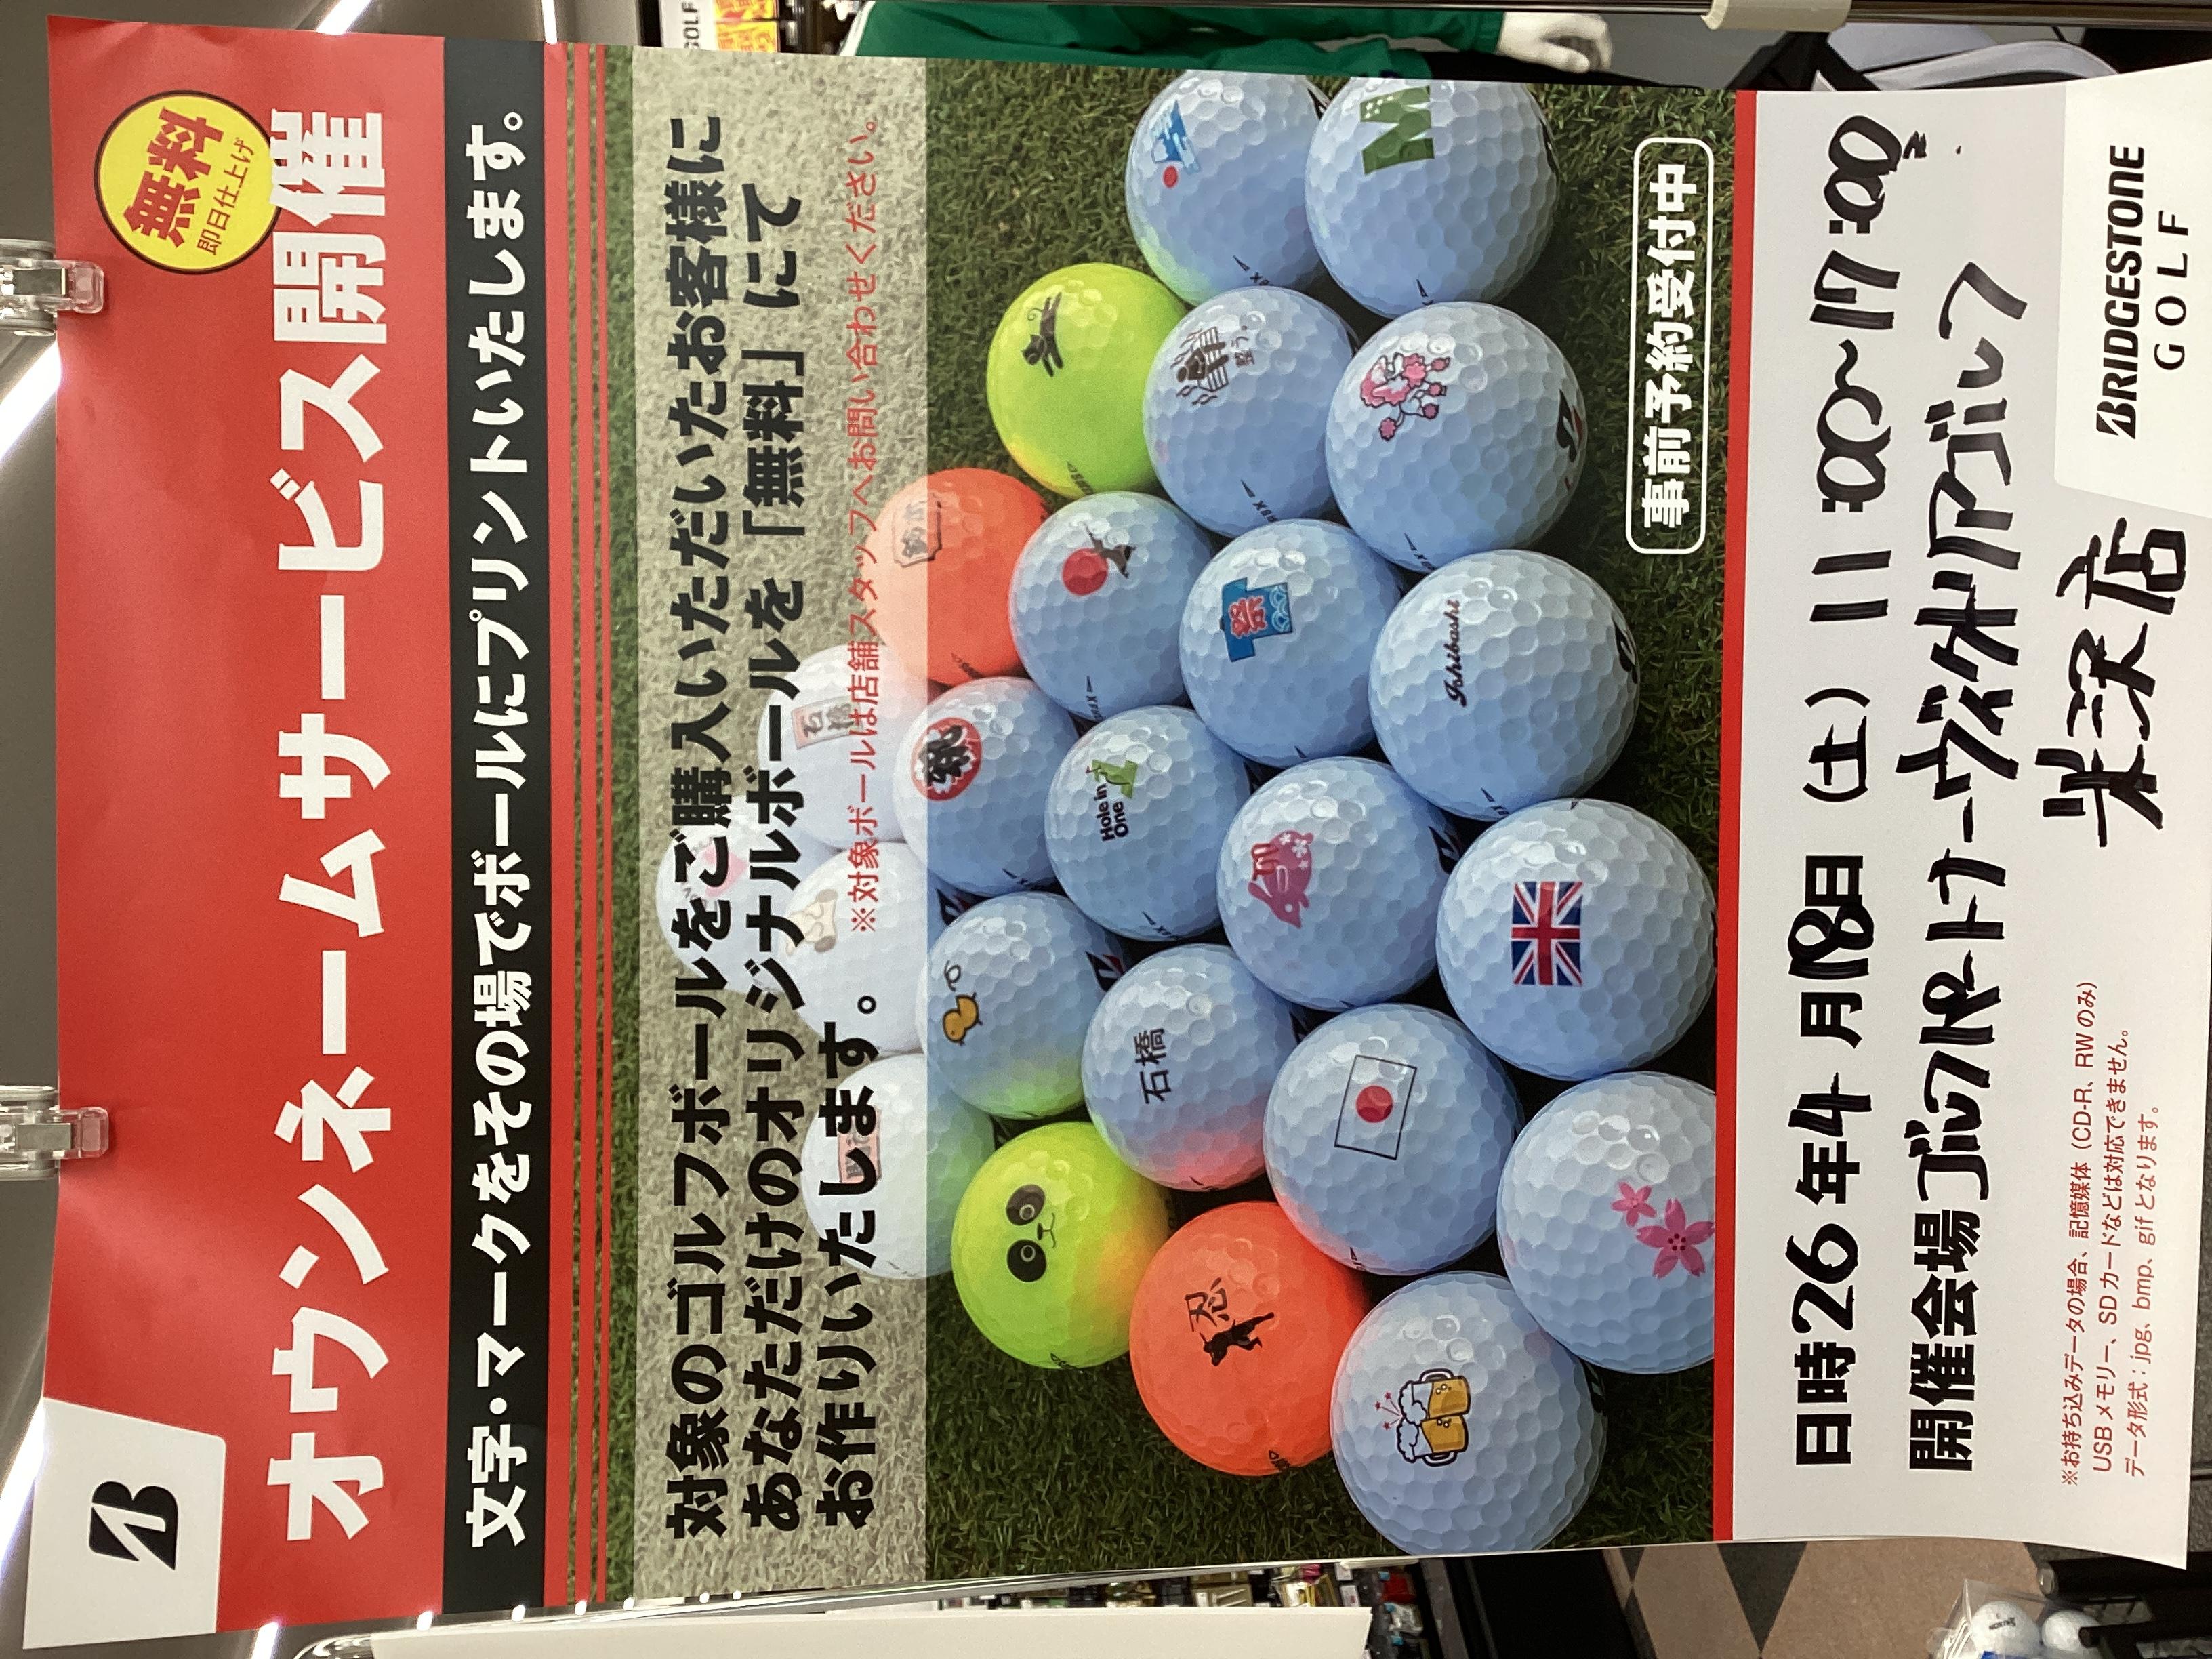 B
無料
即日仕上げ
オウンネームサービス開催
文字・マークをその場でボールにプリントいたします。
対象のゴルフボールをご購入いただいたお客様に
あなただけのオリジナルボールを「無料」にて
お作りいたします。
※対象ボールは店舗スタッフへお問い合わせください。
Hole in
One
石橋
祭
Ishibashi
忍
M
事前予約受付中
日時26年4月18日(土) 11:00~17:00
開催会場 ゴルフパートナーヴィクトリアゴルフ
米沢店
※お持ち込みデータの場合、記憶媒体(CD-R、RWのみ)
USBメモリー、SDカードなどは対応できません。
データ形式:jpg、bmp、gifとなります。
BRIDGESTONE
GOLF